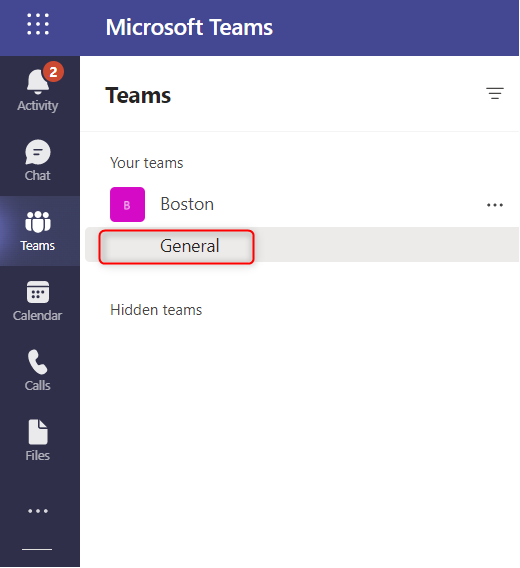 Microsoft Teams
2
Activity
Chat
Teams
Calendar
Calls
Files
Teams
Your teams
B
Boston
General
Hidden teams